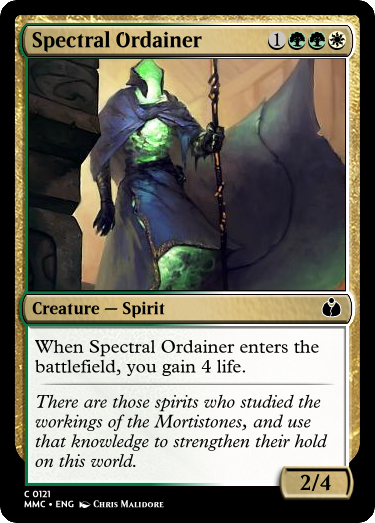 Spectral Ordainer 1
Creature — Spirit
When Spectral Ordainer enters the
battlefield, you gain 4 life.
There are those spirits who studied the
workings of the Mortistones, and use
that knowledge to strengthen their hold
on this world.
2/4
C 0121
MMC • ENG Chris Malidore